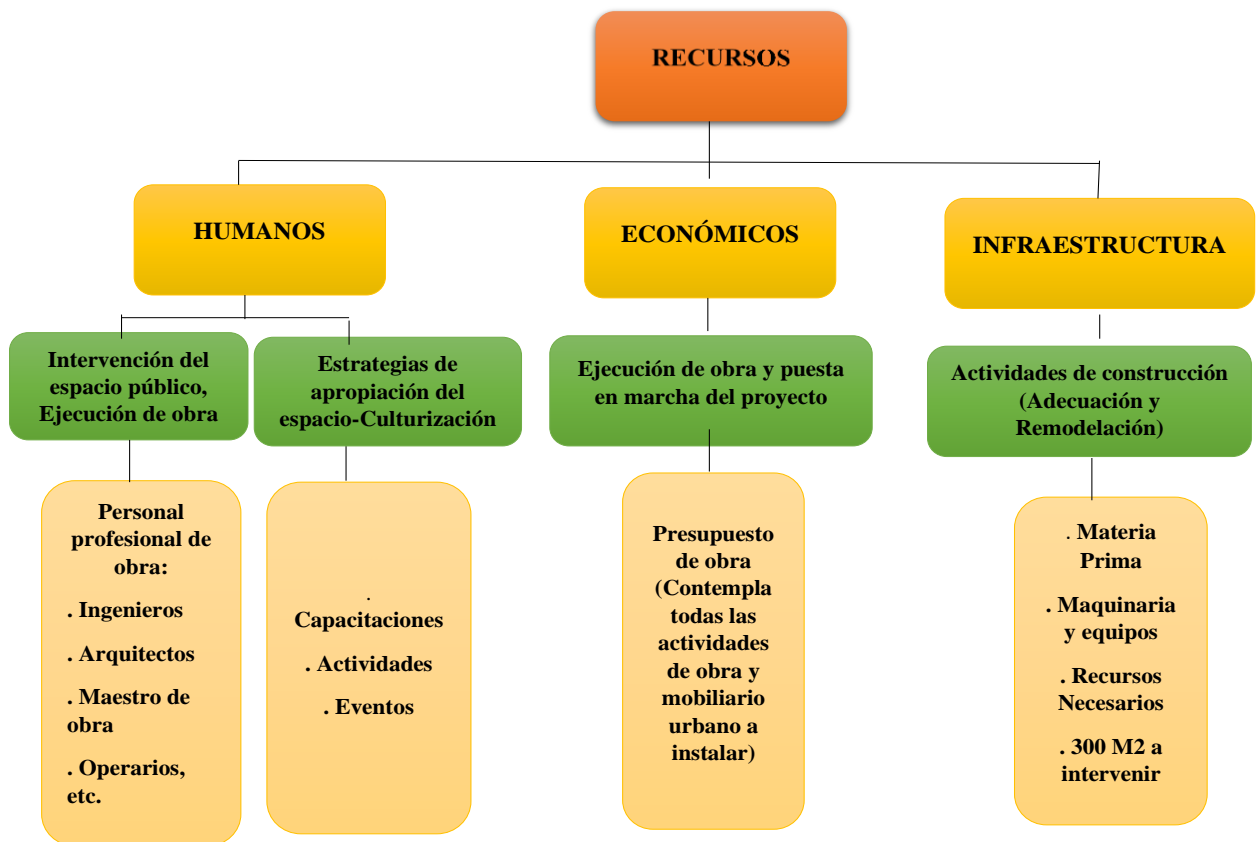 RECURSOS
HUMANOS
ECONÓMICOS
INFRAESTRUCTURA
Intervención del
espacio público,
Ejecución de obra
Estrategias de
apropiación del
espacio-Culturización
Ejecución de obra y puesta
en marcha del proyecto
Actividades de construcción
(Adecuación y
Remodelación)
Personal
profesional de
obra:
. Ingenieros
. Arquitectos
. Maestro de
obra
. Operarios,
etc.
.
Capacitaciones
. Actividades
. Eventos
Presupuesto
de obra
(Contempla
todas las
actividades
de obra y
mobiliario
urbano a
instalar)
. Materia
Prima
. Maquinaria
y equipos
. Recursos
Necesarios
. 300 M2 a
intervenir